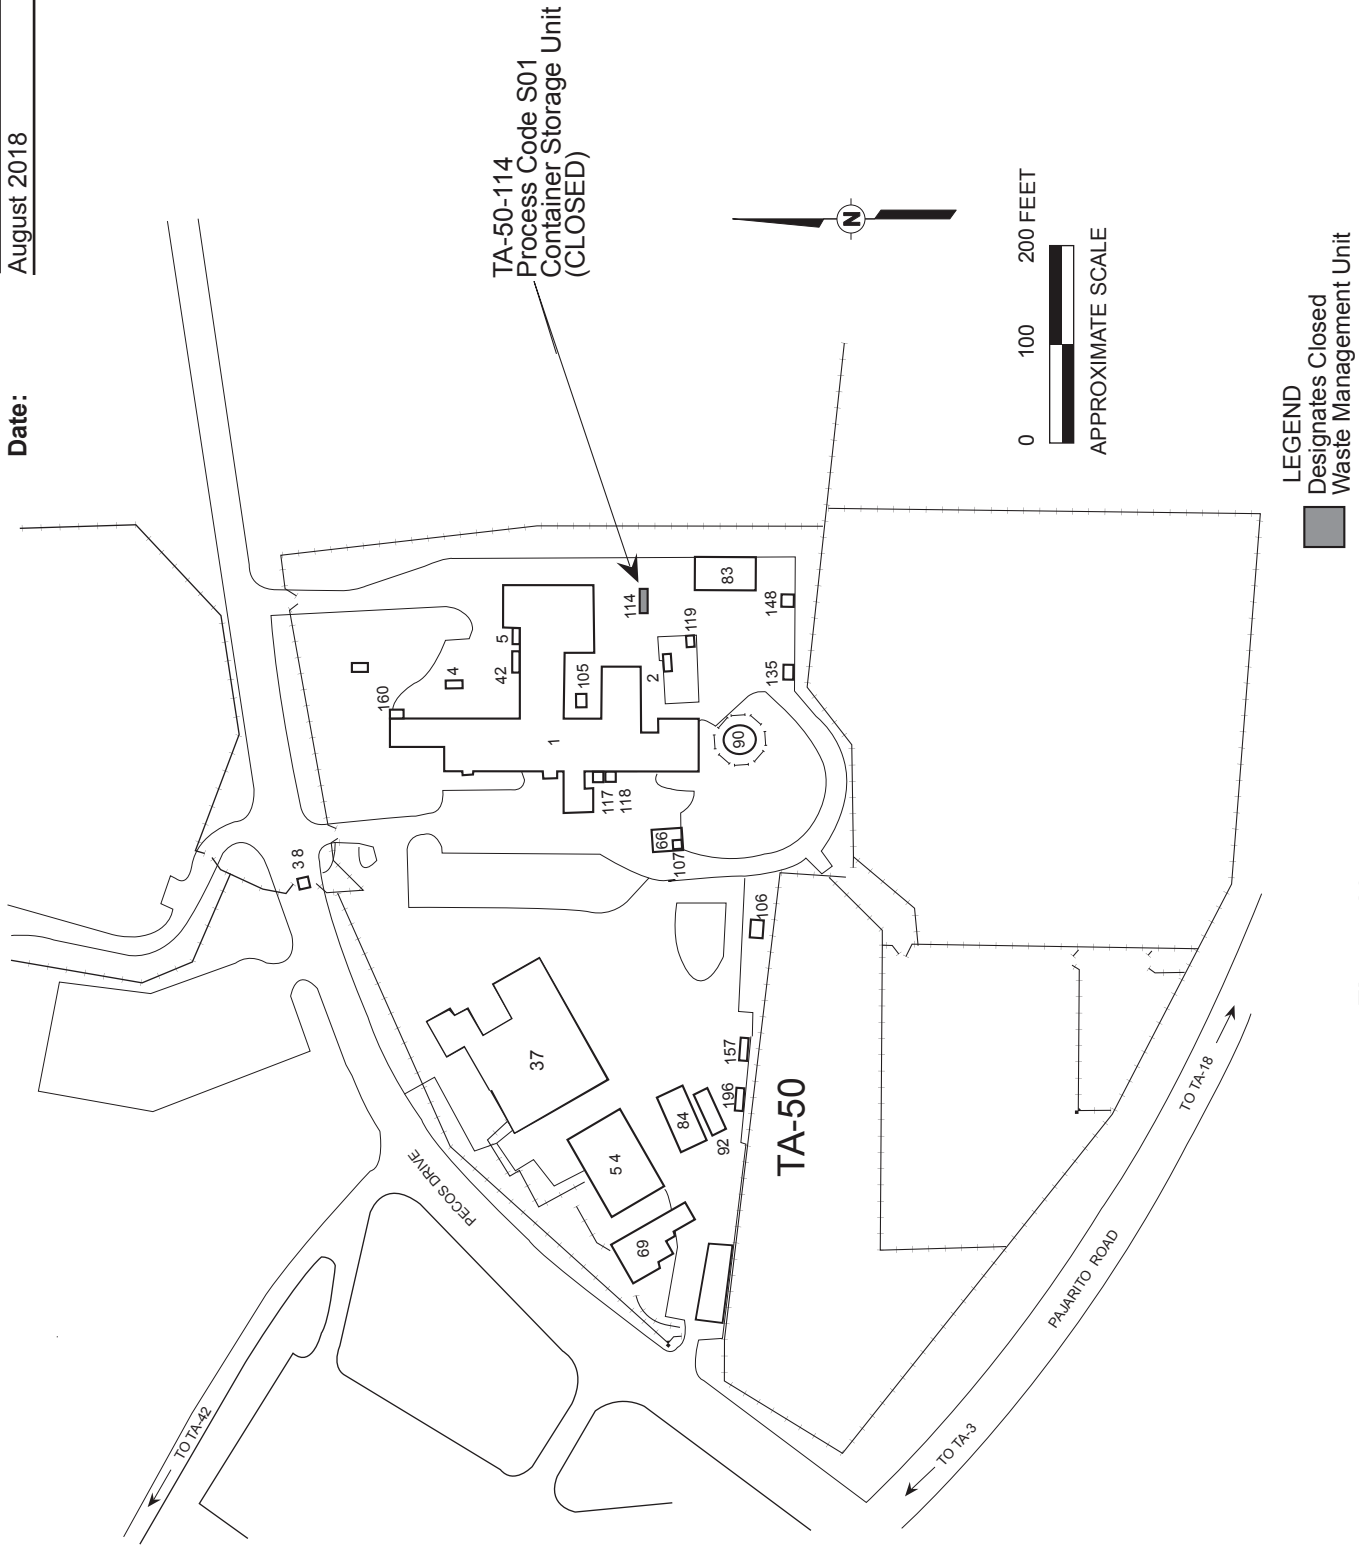 Date:
August 2018
TA-50-114
Process Code S01
Container Storage Unit
(CLOSED)
N
0
100
200 FEET
APPROXIMATE SCALE
LEGEND
Designates Closed
Waste Management Unit
160
4
42
5
105
1
2
114
119
83
148
135
90
117
118
66
107
38
106
37
157
196
84
92
54
69
TA-50
PECOS DRIVE
PAJARITO ROAD
TO TA-18
TO TA-3
TO TA-42